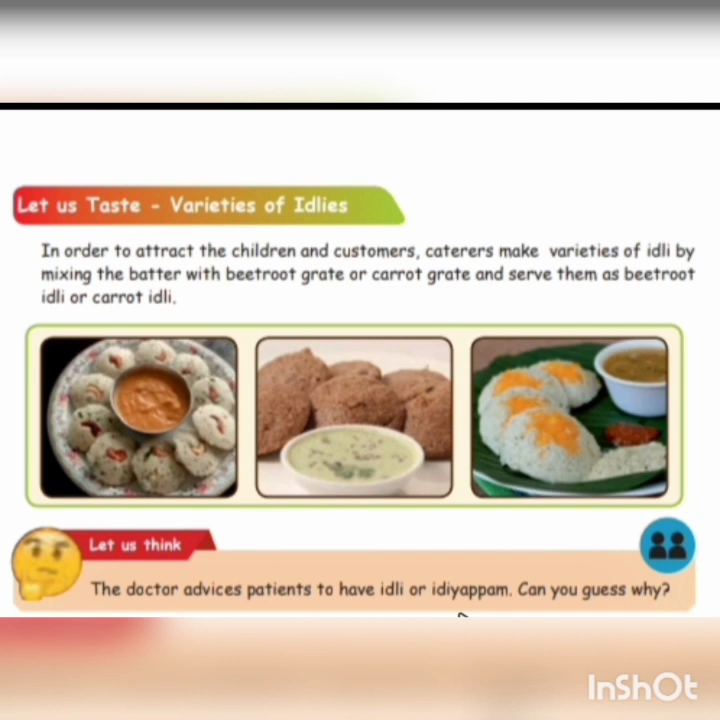 Let us Taste - Varieties of Idlies
In order to attract the children and customers, caterers make varieties of idli by
mixing the batter with beetroot grate or carrot grate and serve them as beetroot
idli or carrot idli.
Let us think
The doctor advices patients to have idli or idiyappam. Can you guess why?
InShOt